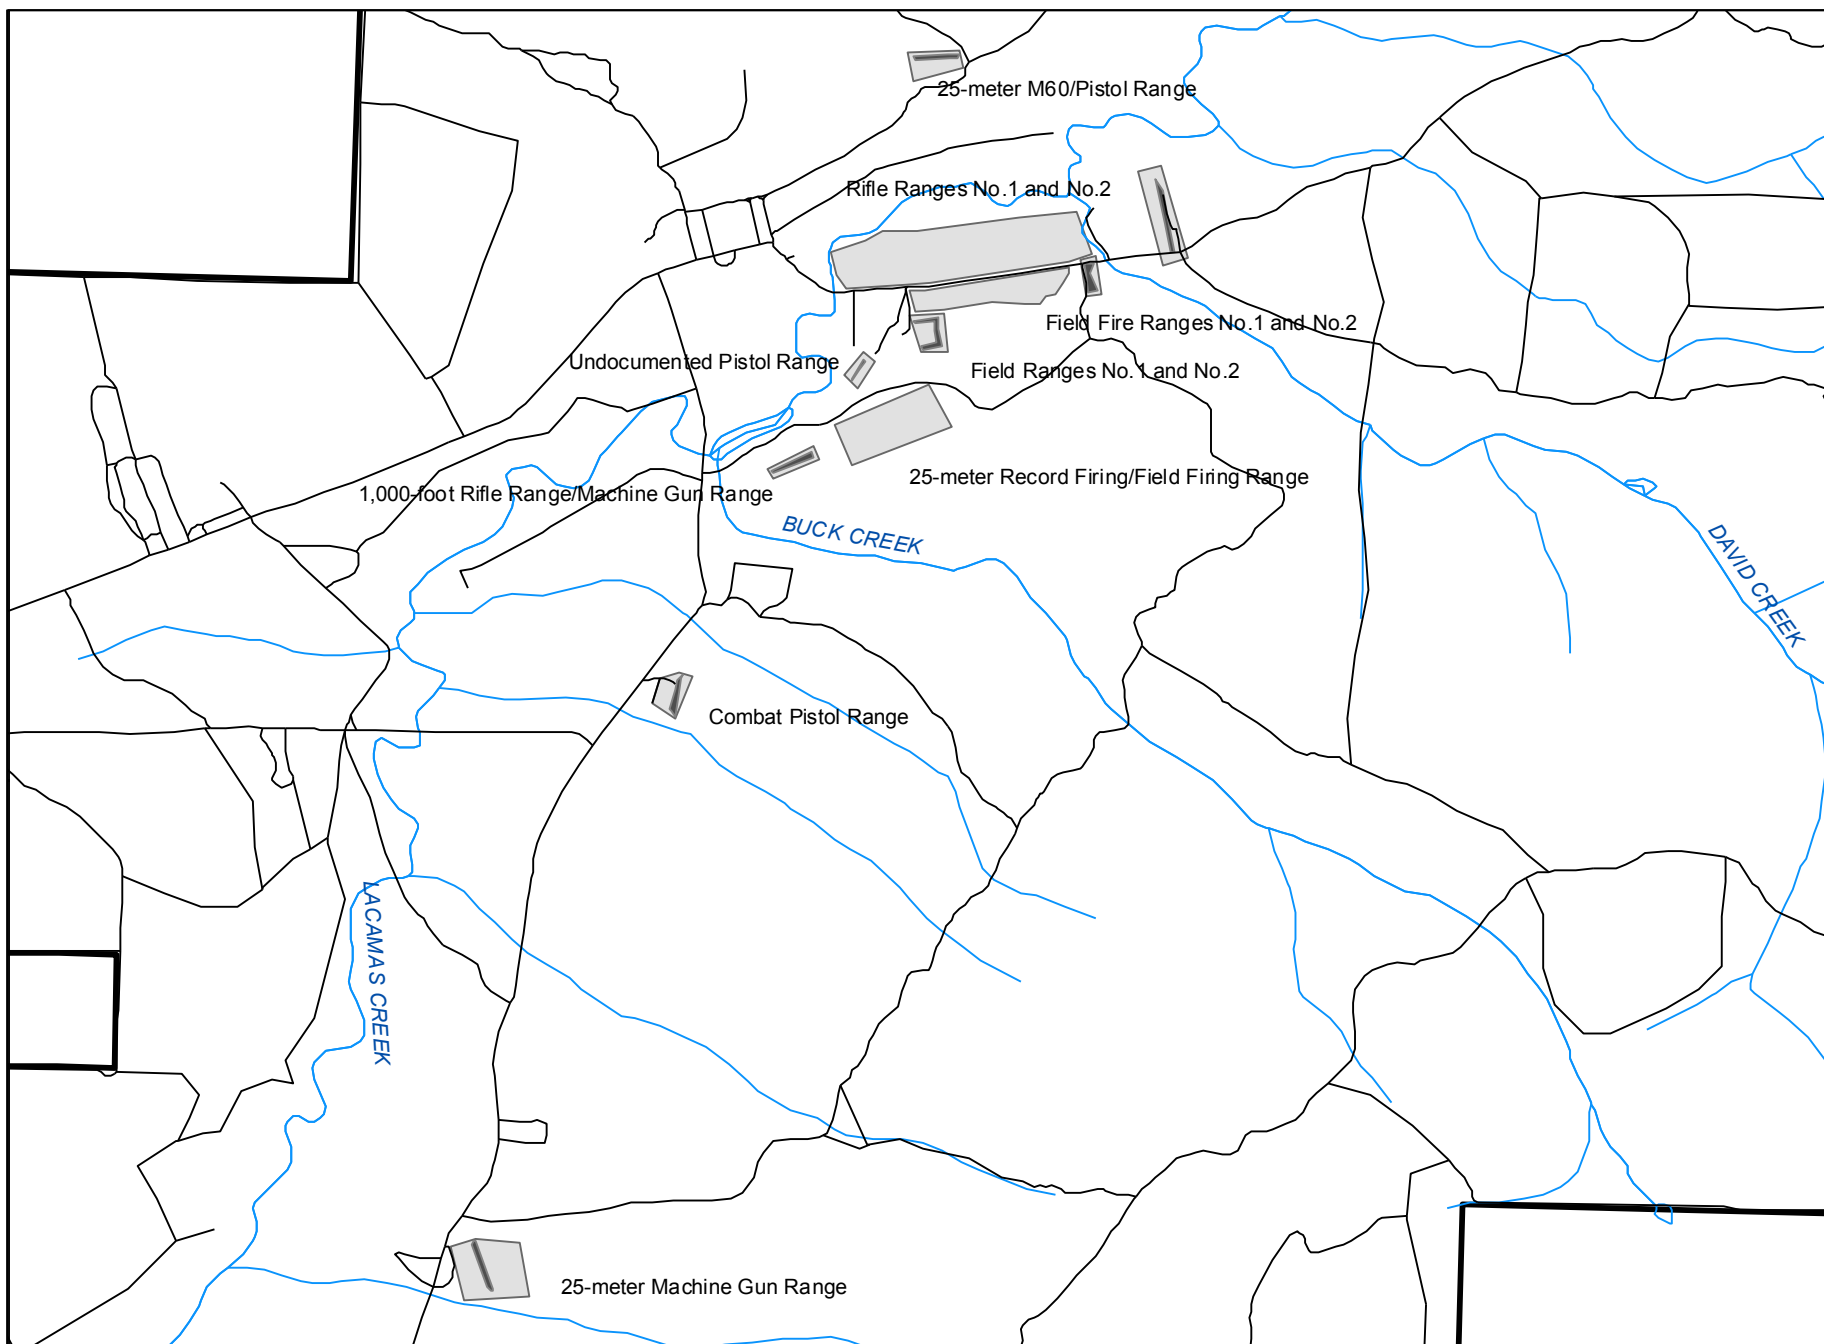 25-meter M60/Pistol Range
Rifle Ranges No.1 and No.2
Field Fire Ranges No.1 and No.2
Undocumented Pistol Range
Field Ranges No.1 and No.2
25-meter Record Firing/Field Firing Range
1,000-foot Rifle Range/Machine Gun Range
BUCK CREEK
DAVID CREEK
Combat Pistol Range
LACAMAS CREEK
25-meter Machine Gun Range